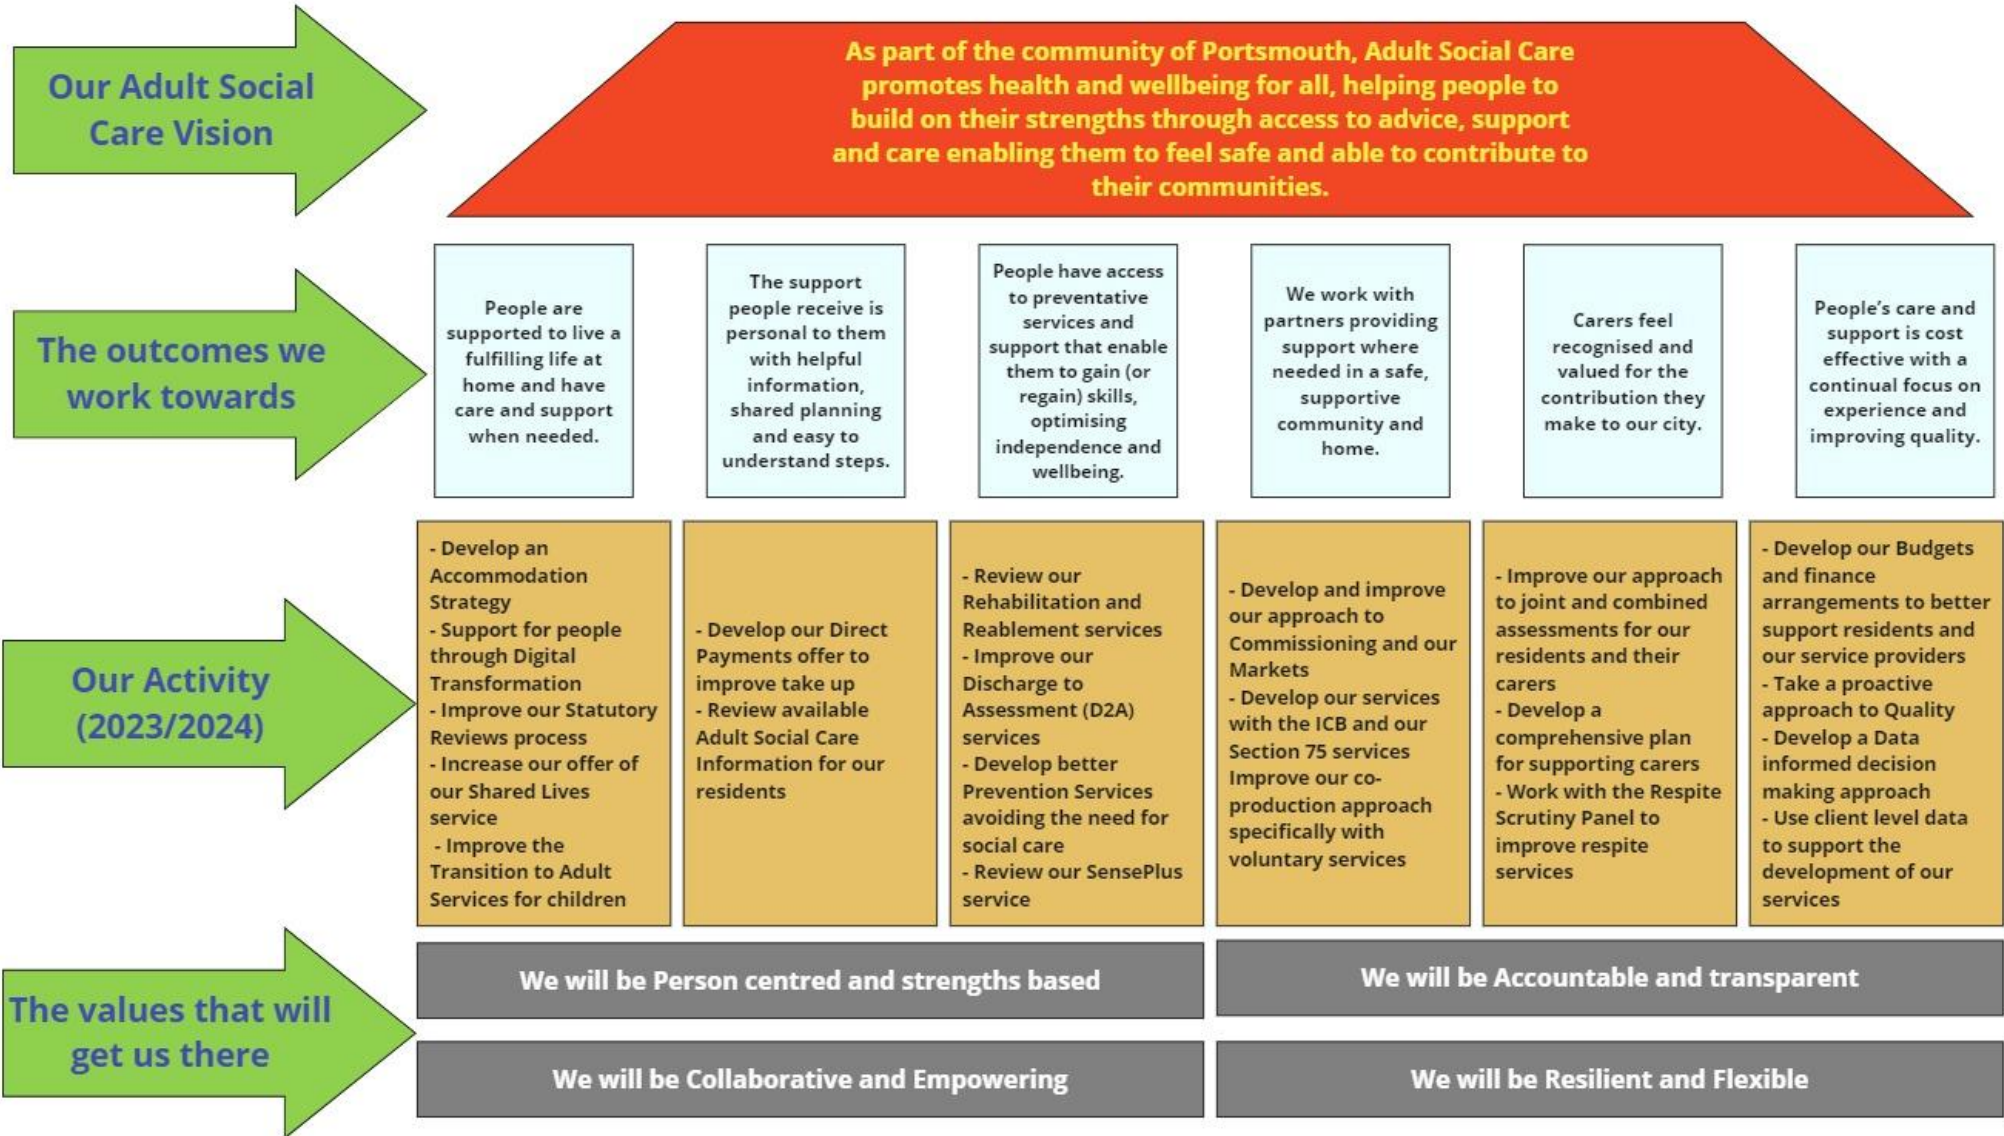 Our Adult Social
Care Vision
As part of the community of Portsmouth, Adult Social Care
promotes health and wellbeing for all, helping people to
build on their strengths through access to advice, support
and care enabling them to feel safe and able to contribute to
their communities.
The outcomes we
work towards
People are
supported to live a
fulfilling life at
home and have
care and support
when needed.
The support
people receive is
personal to them
with helpful
information,
shared planning
and easy to
understand steps.
People have access
to preventative
services and
support that enable
them to gain (or
regain) skills,
optimising
independence and
wellbeing.
We work with
partners providing
support where
needed in a safe,
supportive
community and
home.
Carers feel
recognised and
valued for the
contribution they
make to our city.
People's care and
support is cost
effective with a
continual focus on
experience and
improving quality.
Our Activity
(2023/2024)
- Develop an
Accommodation
Strategy
- Support for people
through Digital
Transformation
- Improve our Statutory
Reviews process
- Increase our offer of
our Shared Lives
service
- Improve the
Transition to Adult
Services for children
- Develop our Direct
Payments offer to
improve take up
- Review available
Adult Social Care
Information for our
residents
- Review our
Rehabilitation and
Reablement services
- Improve our
Discharge to
Assessment (D2A)
services
- Develop better
Prevention Services
avoiding the need for
social care
- Review our SensePlus
service
- Develop and improve
our approach to
Commissioning and our
Markets
- Develop our services
with the ICB and our
Section 75 services
Improve our co-
production approach
specifically with
voluntary services
- Improve our approach
to joint and combined
assessments for our
residents and their
carers
- Develop a
comprehensive plan
for supporting carers
- Work with the Respite
Scrutiny Panel to
improve respite
services
- Develop our Budgets
and finance
arrangements to better
support residents and
our service providers
- Take a proactive
approach to Quality
- Develop a Data
informed decision
making approach
- Use client level data
to support the
development of our
services
The values that will
get us there
We will be Person centred and strengths based
We will be Accountable and transparent
We will be Collaborative and Empowering
We will be Resilient and Flexible